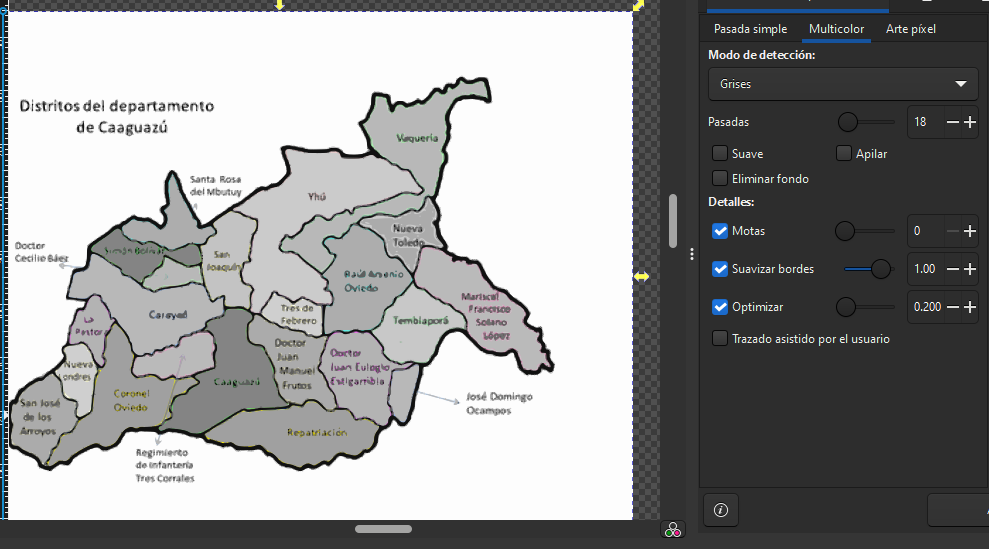 Distritos del departamento
de Caaguazú
Vaquería
Santa Rosa
del Mbutuy
Yhú
Doctor
Cecilio Báez
Simón Bolívar
San
Joaquín
Nueva
Toledo
Raúl Arsenio
Oviedo
Mariscal
Francisco
Solano
López
Carayaó
Tres de
Febrero
Tembiaporá
La
Pastora
Doctor
Juan
Manuel
Frutos
Doctor
Juan Eulogio
Estigarribia
Nueva
Londres
Caaguazú
Coronel
Oviedo
San José
de los
Arroyos
José Domingo
Ocampos
Repatriación
Regimiento
de Infantería
Tres Corrales
Pasada simple
Multicolor
Arte píxel
Modo de detección:
Grises
Pasadas
18
Suave
Apilar
Eliminar fondo
Detalles:
Motas
0
Suavizar bordes
1.00
Optimizar
0.200
Trazado asistido por el usuario